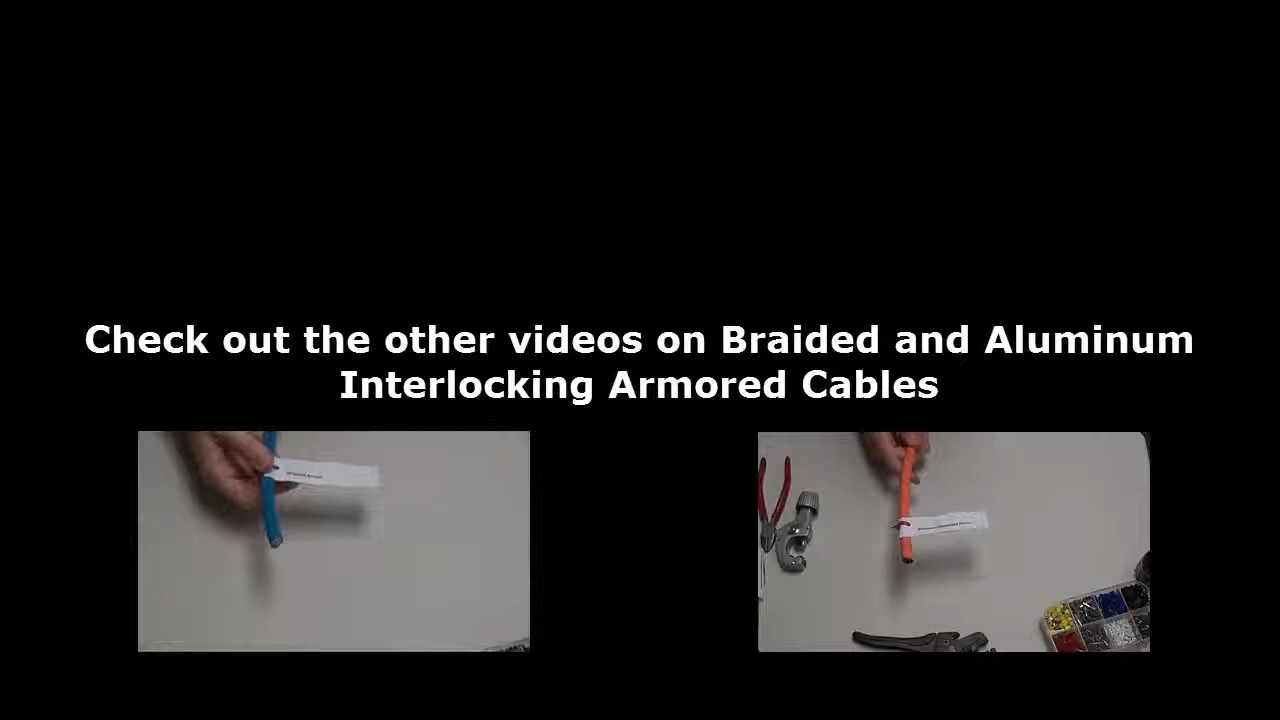 Check out the other videos on Braided and Aluminum
Interlocking Armored Cables